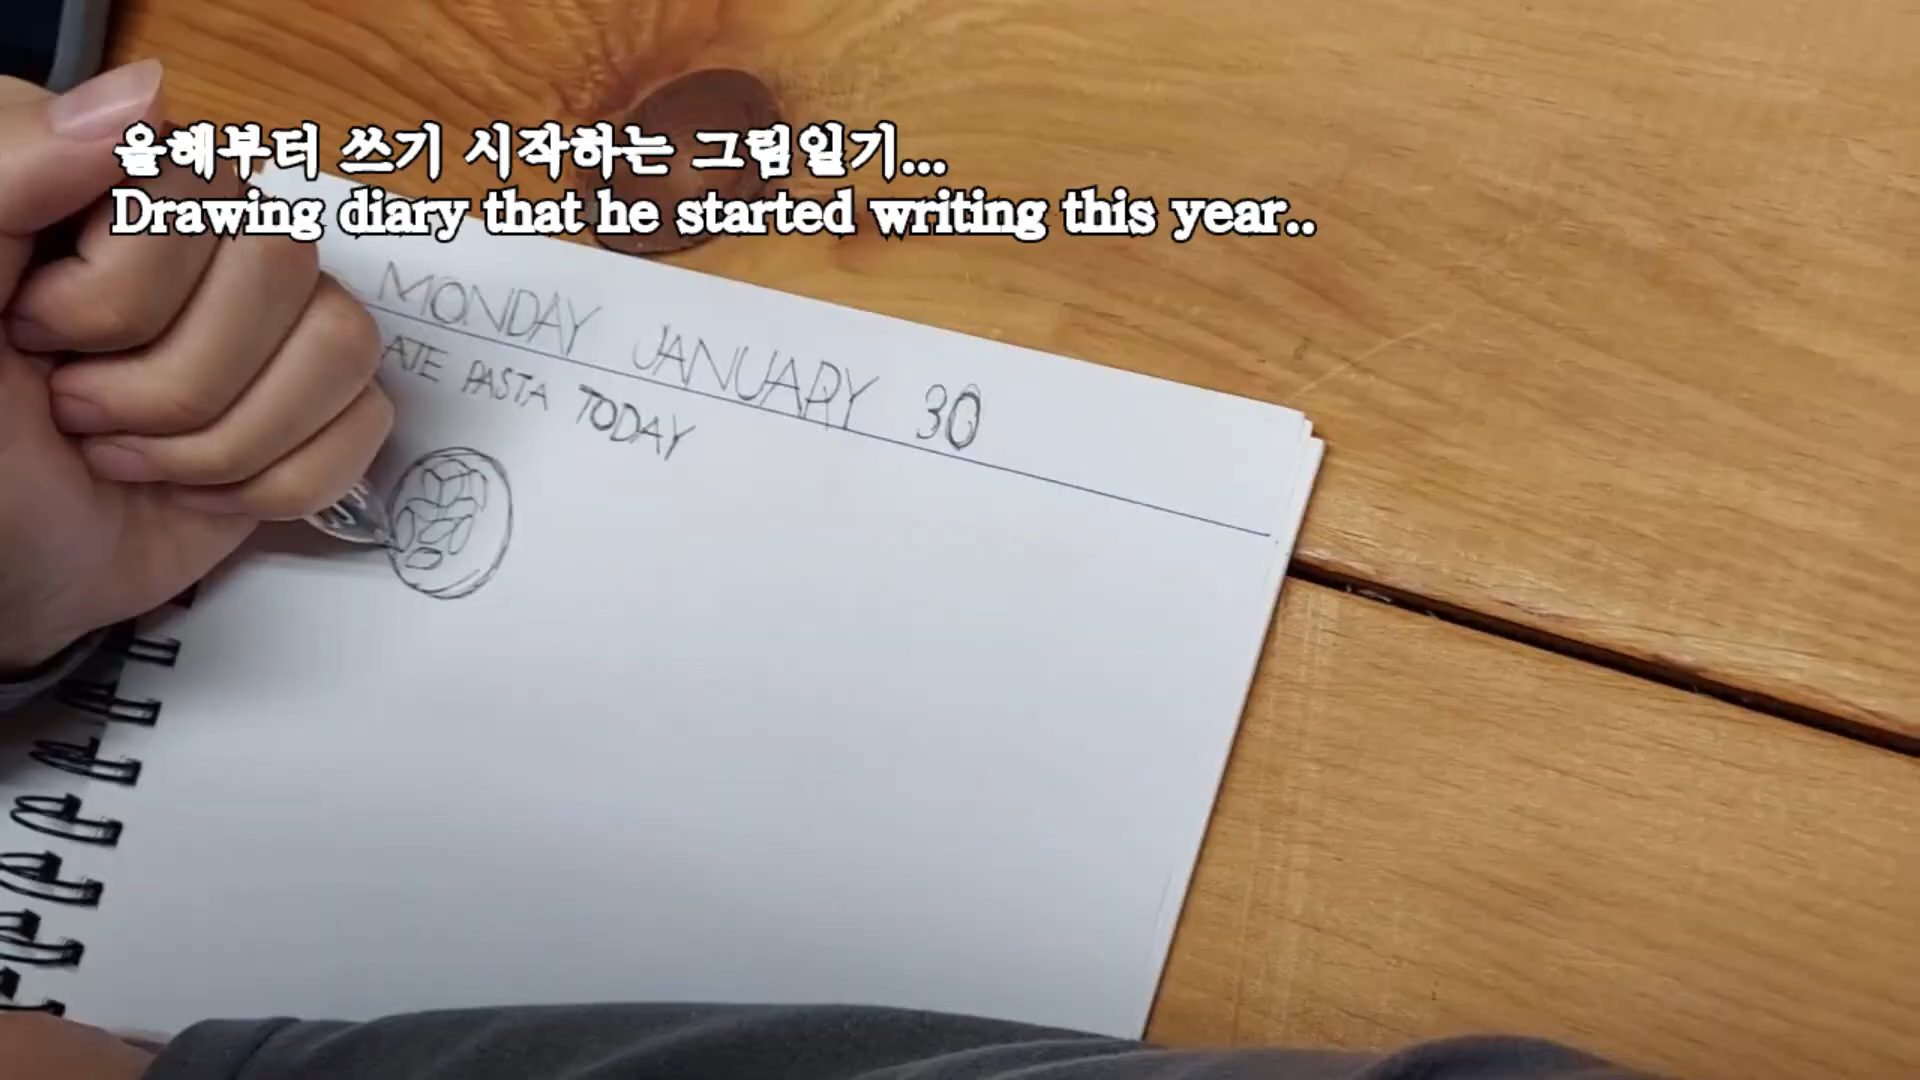 올해부터 쓰기 시작하는 그림일기...
Drawing diary that he started writing this year..
MONDAY JANUARY 30
ATE PASTA TODAY